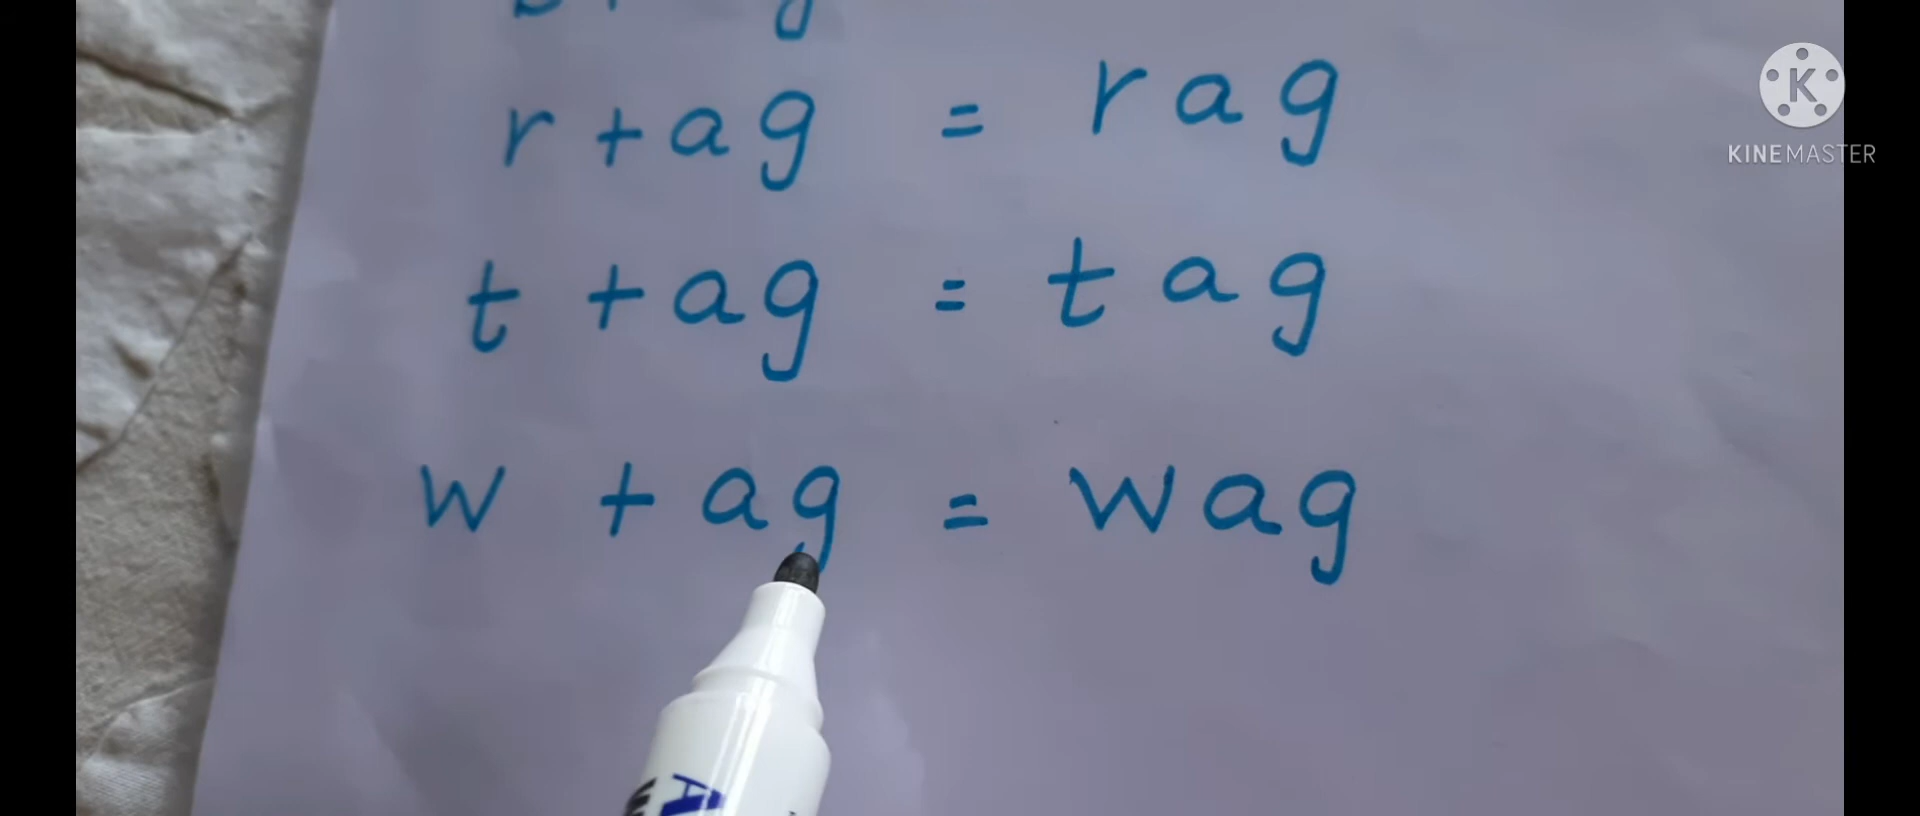 r + ag = rag
t + ag = tag
w + ag = wag
KINEMASTER